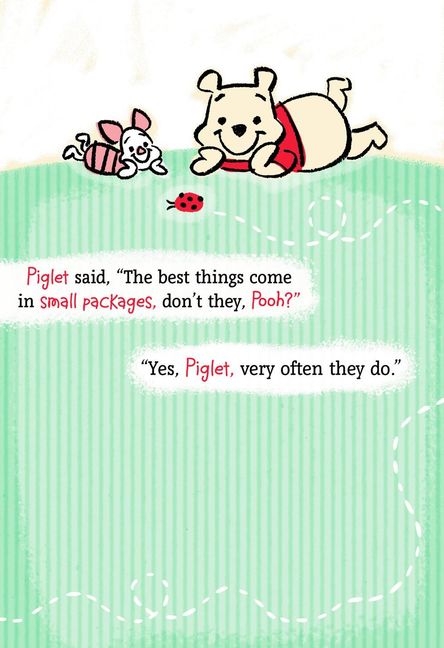 Piglet said, “The best things come
in small packages, don’t they, Pooh?”
“Yes, Piglet, very often they do.”